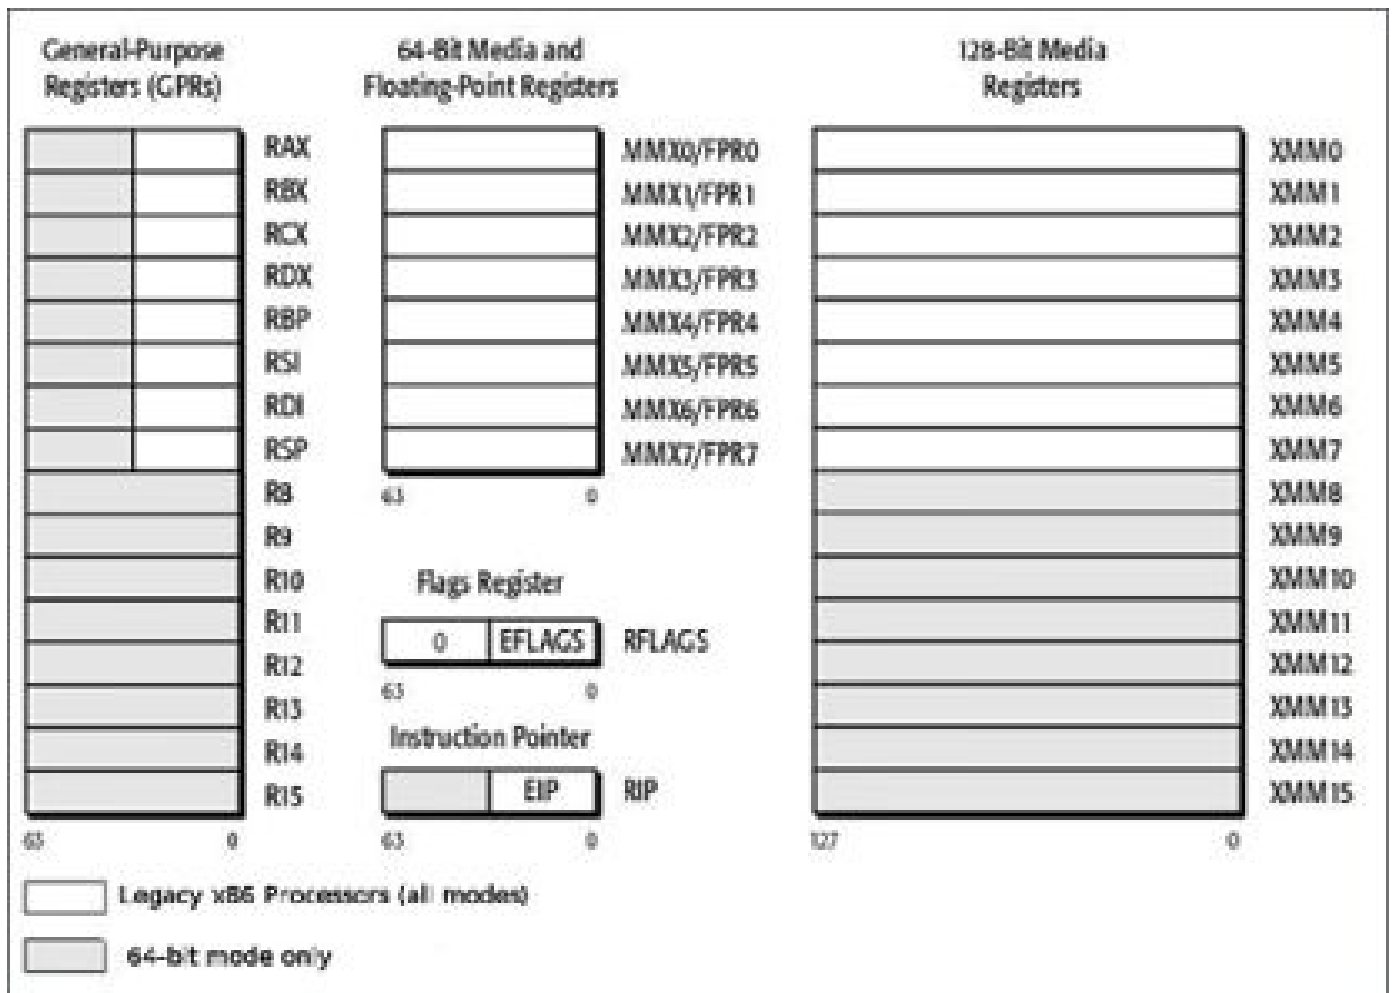 General-Purpose
Registers (GPRs)
RAX
RBX
RCX
RDX
RBP
RSI
RDI
RSP
R8
R9
R10
R11
R12
R13
R14
R15
63 0
64-Bit Media and
Floating-Point Registers
MMX0/FPR0
MMX1/FPR1
MMX2/FPR2
MMX3/FPR3
MMX4/FPR4
MMX5/FPR5
MMX6/FPR6
MMX7/FPR7
63 0
Flags Register
0 EFLAGS RFLAGS
63 0
Instruction Pointer
EIP RIP
63 0
128-Bit Media
Registers
XMM0
XMM1
XMM2
XMM3
XMM4
XMM5
XMM6
XMM7
XMM8
XMM9
XMM10
XMM11
XMM12
XMM13
XMM14
XMM15
127 0
Legacy x86 Processors (all modes)
64-bit mode only